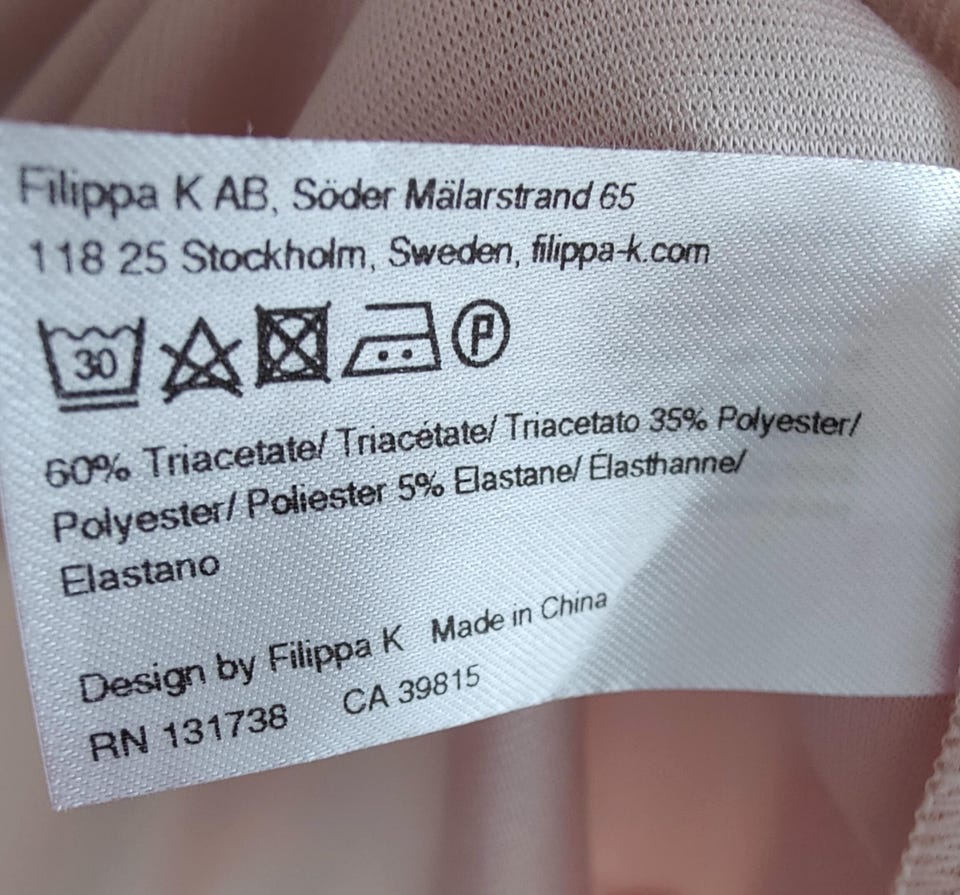 Filippa K AB, Söder Mälarstrand 65
118 25 Stockholm, Sweden, filippa-k.com
30 P
60% Triacetate/ Triacétate/ Triacetato 35% Polyester/
Polyester/ Poliester 5% Elastane/ Élasthanne/
Elastano
Design by Filippa K Made in China
RN 131738 CA 39815